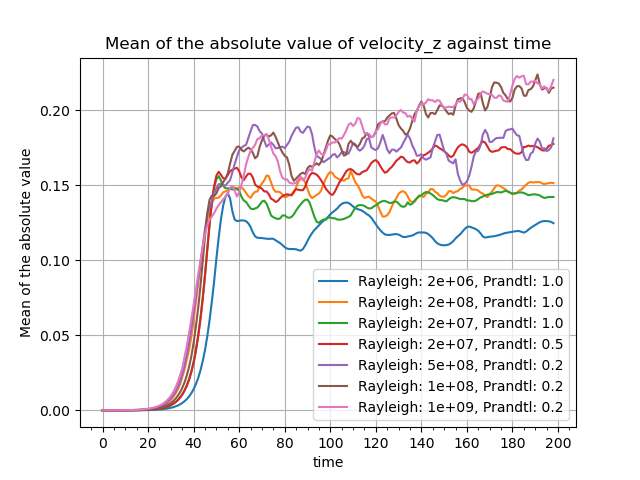 Mean of the absolute value of velocity_z against time
Mean of the absolute value
0.20
0.15
0.10
0.05
0.00
Rayleigh: 2e+06, Prandtl: 1.0
Rayleigh: 2e+08, Prandtl: 1.0
Rayleigh: 2e+07, Prandtl: 1.0
Rayleigh: 2e+07, Prandtl: 0.5
Rayleigh: 5e+08, Prandtl: 0.2
Rayleigh: 1e+08, Prandtl: 0.2
Rayleigh: 1e+09, Prandtl: 0.2
0 20 40 60 80 100 120 140 160 180 200
time